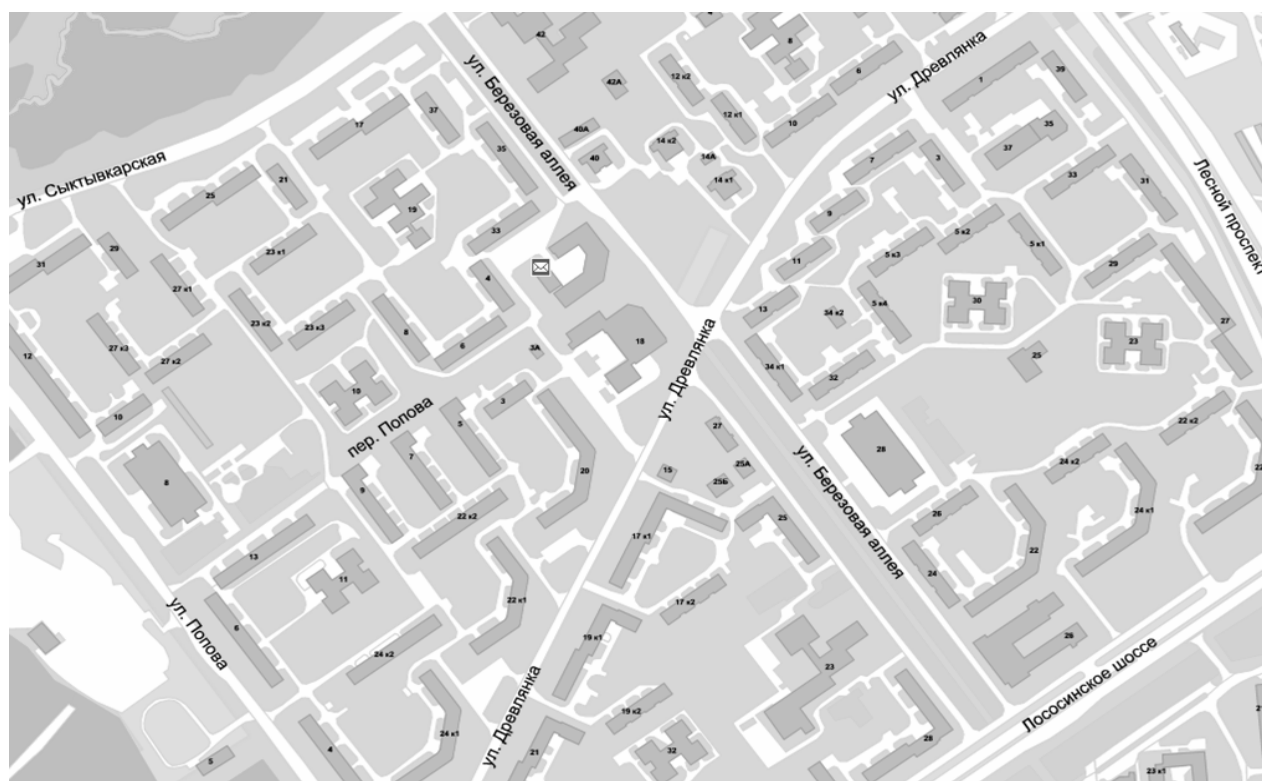 42
8
42А
12 к2
6
ул. Древлянка
1
39
37
17
ул. Березовая аллея
12 к1
10
40А
35
14 к2
40
14А
7
3
37
35
ул. Сыктывкарская
21
25
19
14 к1
33
31
Лесной проспект
9
33
23 к1
5 к2
5 к1
29
31
11
5 к3
29
4
27 к1
5 к4
30
13
34 к2
23 к2
23 к3
8
6
27
18
23
12
27 к3
27 к2
3А
25
34 к1
32
10
ул. Древлянка
3
10
пер. Попова
5
27
22 к2
7
28
20
15
25А
25Б
24 к2
22
8
9
22 к2
ул. Березовая аллея
26
24 к1
25
13
17 к1
22
11
24
22 к1
17 к2
6
ул. Попова
19 к1
26
24 к2
23
Лососинское шоссе
19 к2
24 к1
ул. Древлянка
4
21
32
28
5
21
23 к1